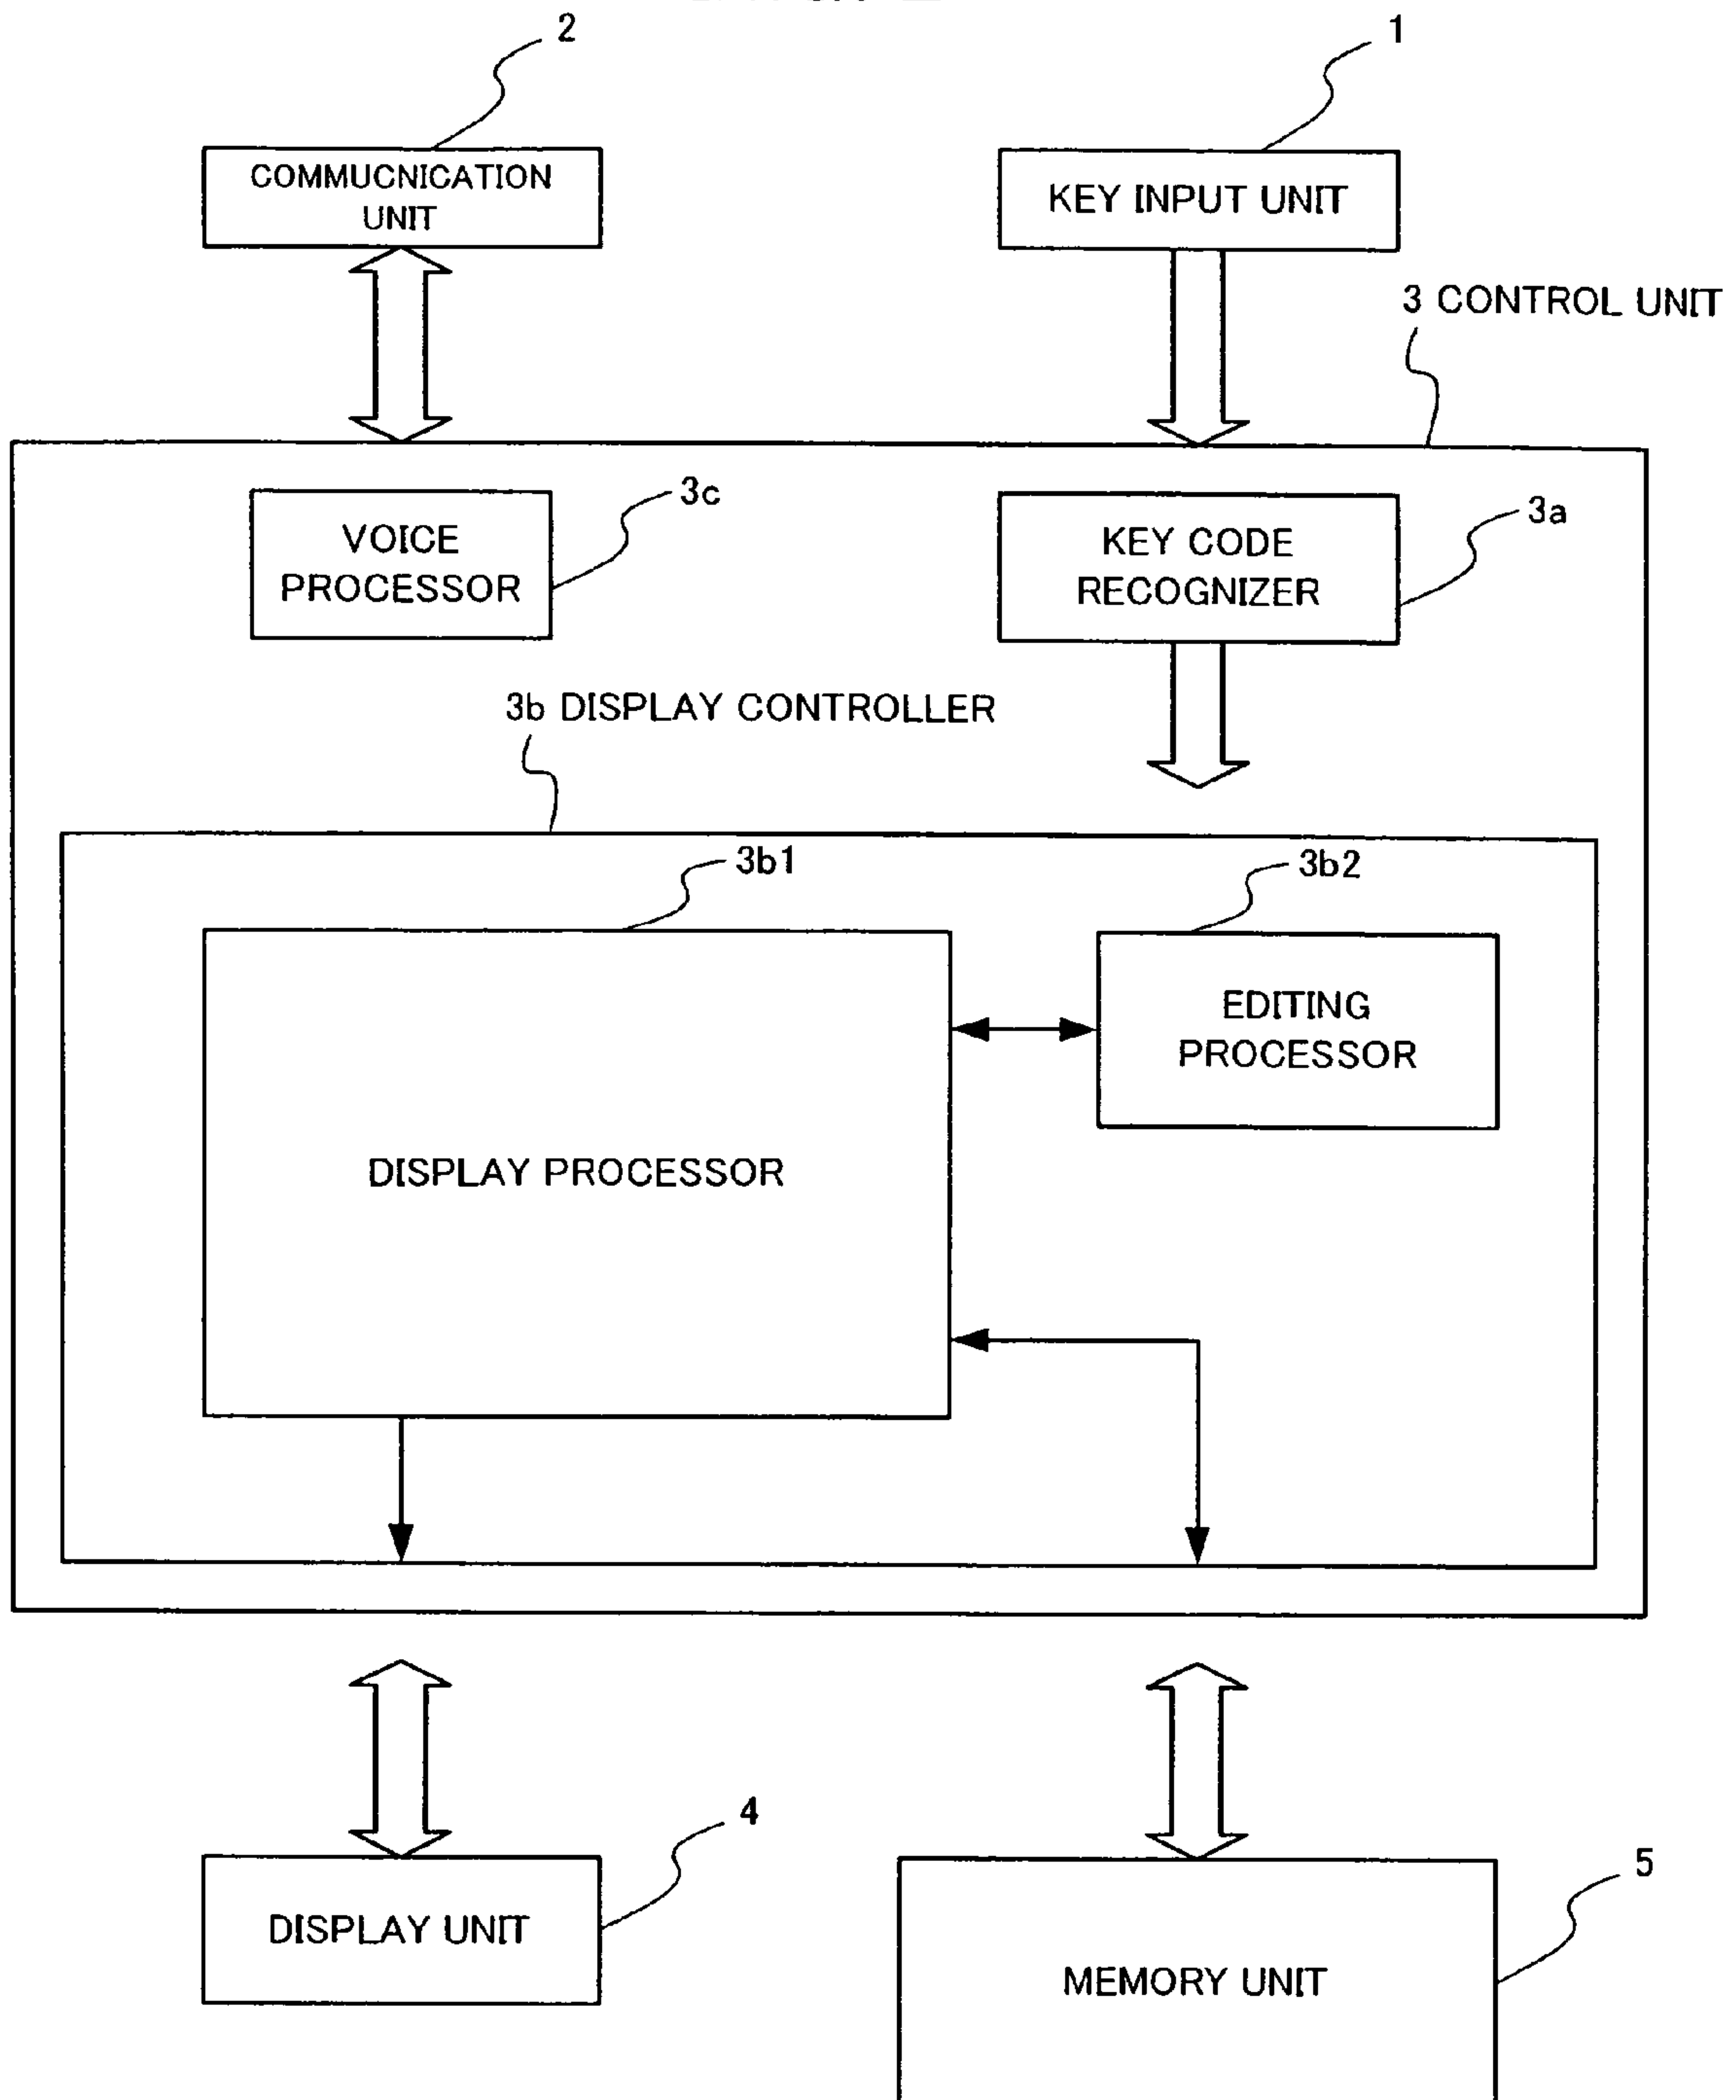 2
1
COMMUCNICATION
UNIT
KEY INPUT UNIT
3 CONTROL UNIT
3c
VOICE
PROCESSOR
3a
KEY CODE
RECOGNIZER
3b DISPLAY CONTROLLER
3b1
3b2
EDITING
PROCESSOR
DISPLAY PROCESSOR
4
DISPLAY UNIT
5
MEMORY UNIT